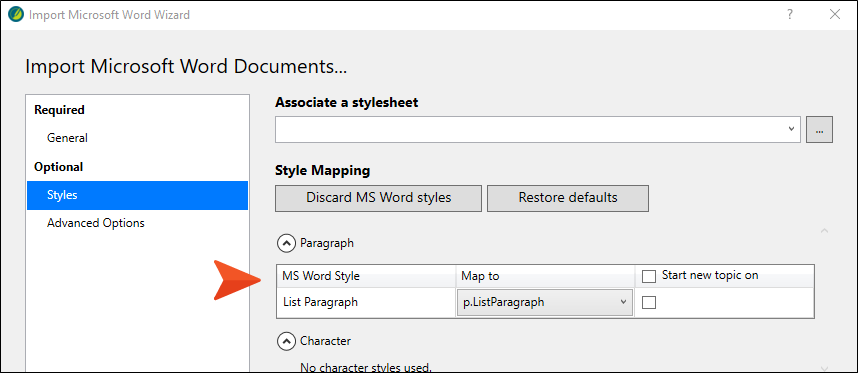 Import Microsoft Word Wizard
?
Import Microsoft Word Documents...
Required
General
Optional
Styles
Advanced Options
Associate a stylesheet
...
Style Mapping
Discard MS Word styles Restore defaults
Paragraph
MS Word Style Map to Start new topic on
List Paragraph p.ListParagraph
Character
No character styles used.